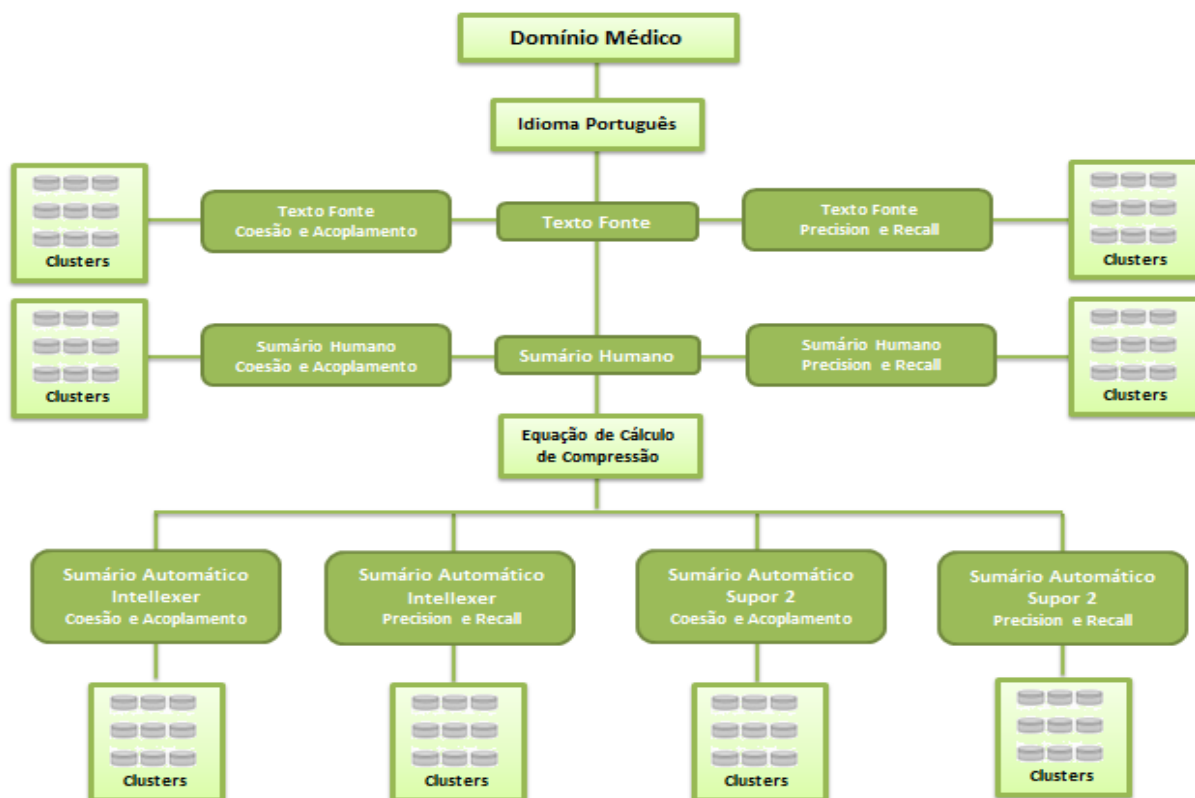 Domínio Médico
Idioma Português
Texto Fonte
Coesão e Acoplamento
Texto Fonte
Texto Fonte
Precision e Recall
Clusters
Clusters
Sumário Humano
Coesão e Acoplamento
Sumário Humano
Sumário Humano
Precision e Recall
Clusters
Clusters
Equação de Cálculo
de Compressão
Sumário Automático
Intellexer
Coesão e Acoplamento
Sumário Automático
Intellexer
Precision e Recall
Sumário Automático
Supor 2
Coesão e Acoplamento
Sumário Automático
Supor 2
Precision e Recall
Clusters
Clusters
Clusters
Clusters